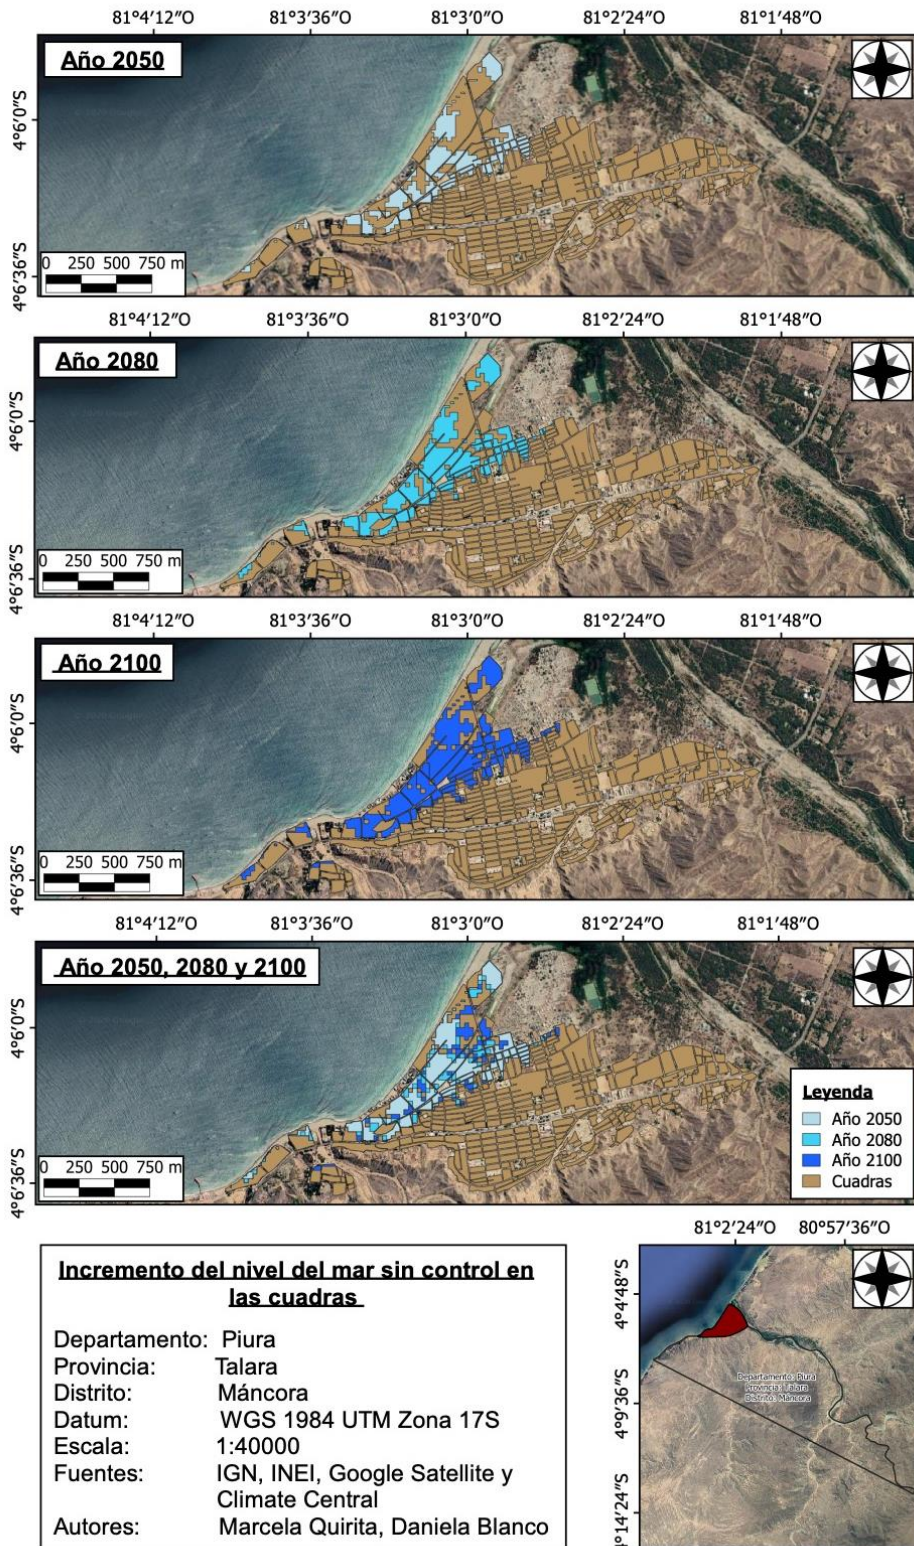 81°4'12"O 81°3'36"O 81°3'0"O 81°2'24"O 81°1'48"O
Año 2050
4°6'0"S
4°6'36"S
0 250 500 750 m
81°4'12"O 81°3'36"O 81°3'0"O 81°2'24"O 81°1'48"O
Año 2080
4°6'0"S
4°6'36"S
0 250 500 750 m
81°4'12"O 81°3'36"O 81°3'0"O 81°2'24"O 81°1'48"O
Año 2100
4°6'0"S
4°6'36"S
0 250 500 750 m
81°4'12"O 81°3'36"O 81°3'0"O 81°2'24"O 81°1'48"O
Año 2050, 2080 y 2100
4°6'0"S
4°6'36"S
0 250 500 750 m
Leyenda
Año 2050
Año 2080
Año 2100
Cuadras
Incremento del nivel del mar sin control en
las cuadras
Departamento: Piura
Provincia: Talara
Distrito: Máncora
Datum: WGS 1984 UTM Zona 17S
Escala: 1:40000
Fuentes: IGN, INEI, Google Satellite y
Climate Central
Autores: Marcela Quirita, Daniela Blanco
81°2'24"O 80°57'36"O
4°4'48"S
4°9'36"S
4°14'24"S
Departamento: Piura
Provincia: Talara
Distrito: Máncora